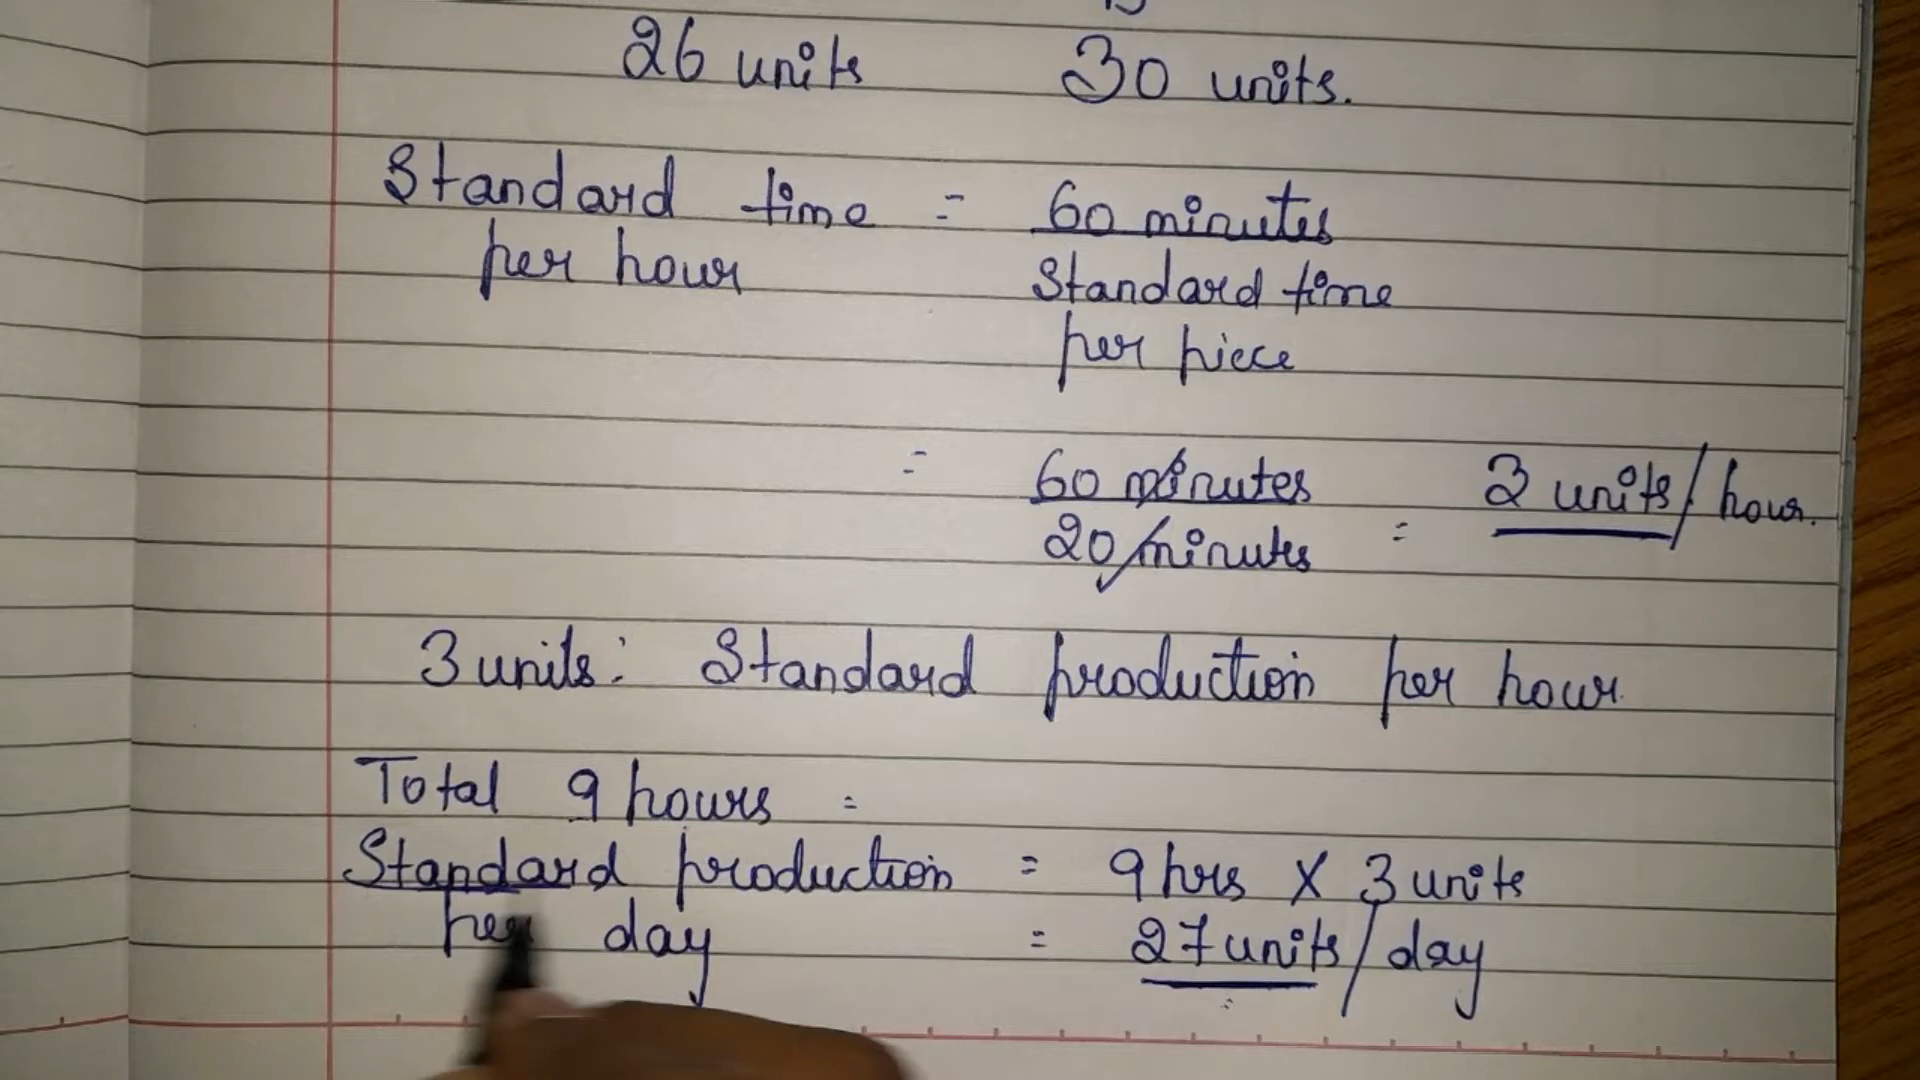 26 units 30 units.
Standard time = 60 minutes
per hour Standard time
per piece
= 60 minutes = 3 units/hour.
20 minutes
3 units: Standard production per hour
Total 9 hours =
Standard production = 9 hrs X 3 units
per day = 27 units/day